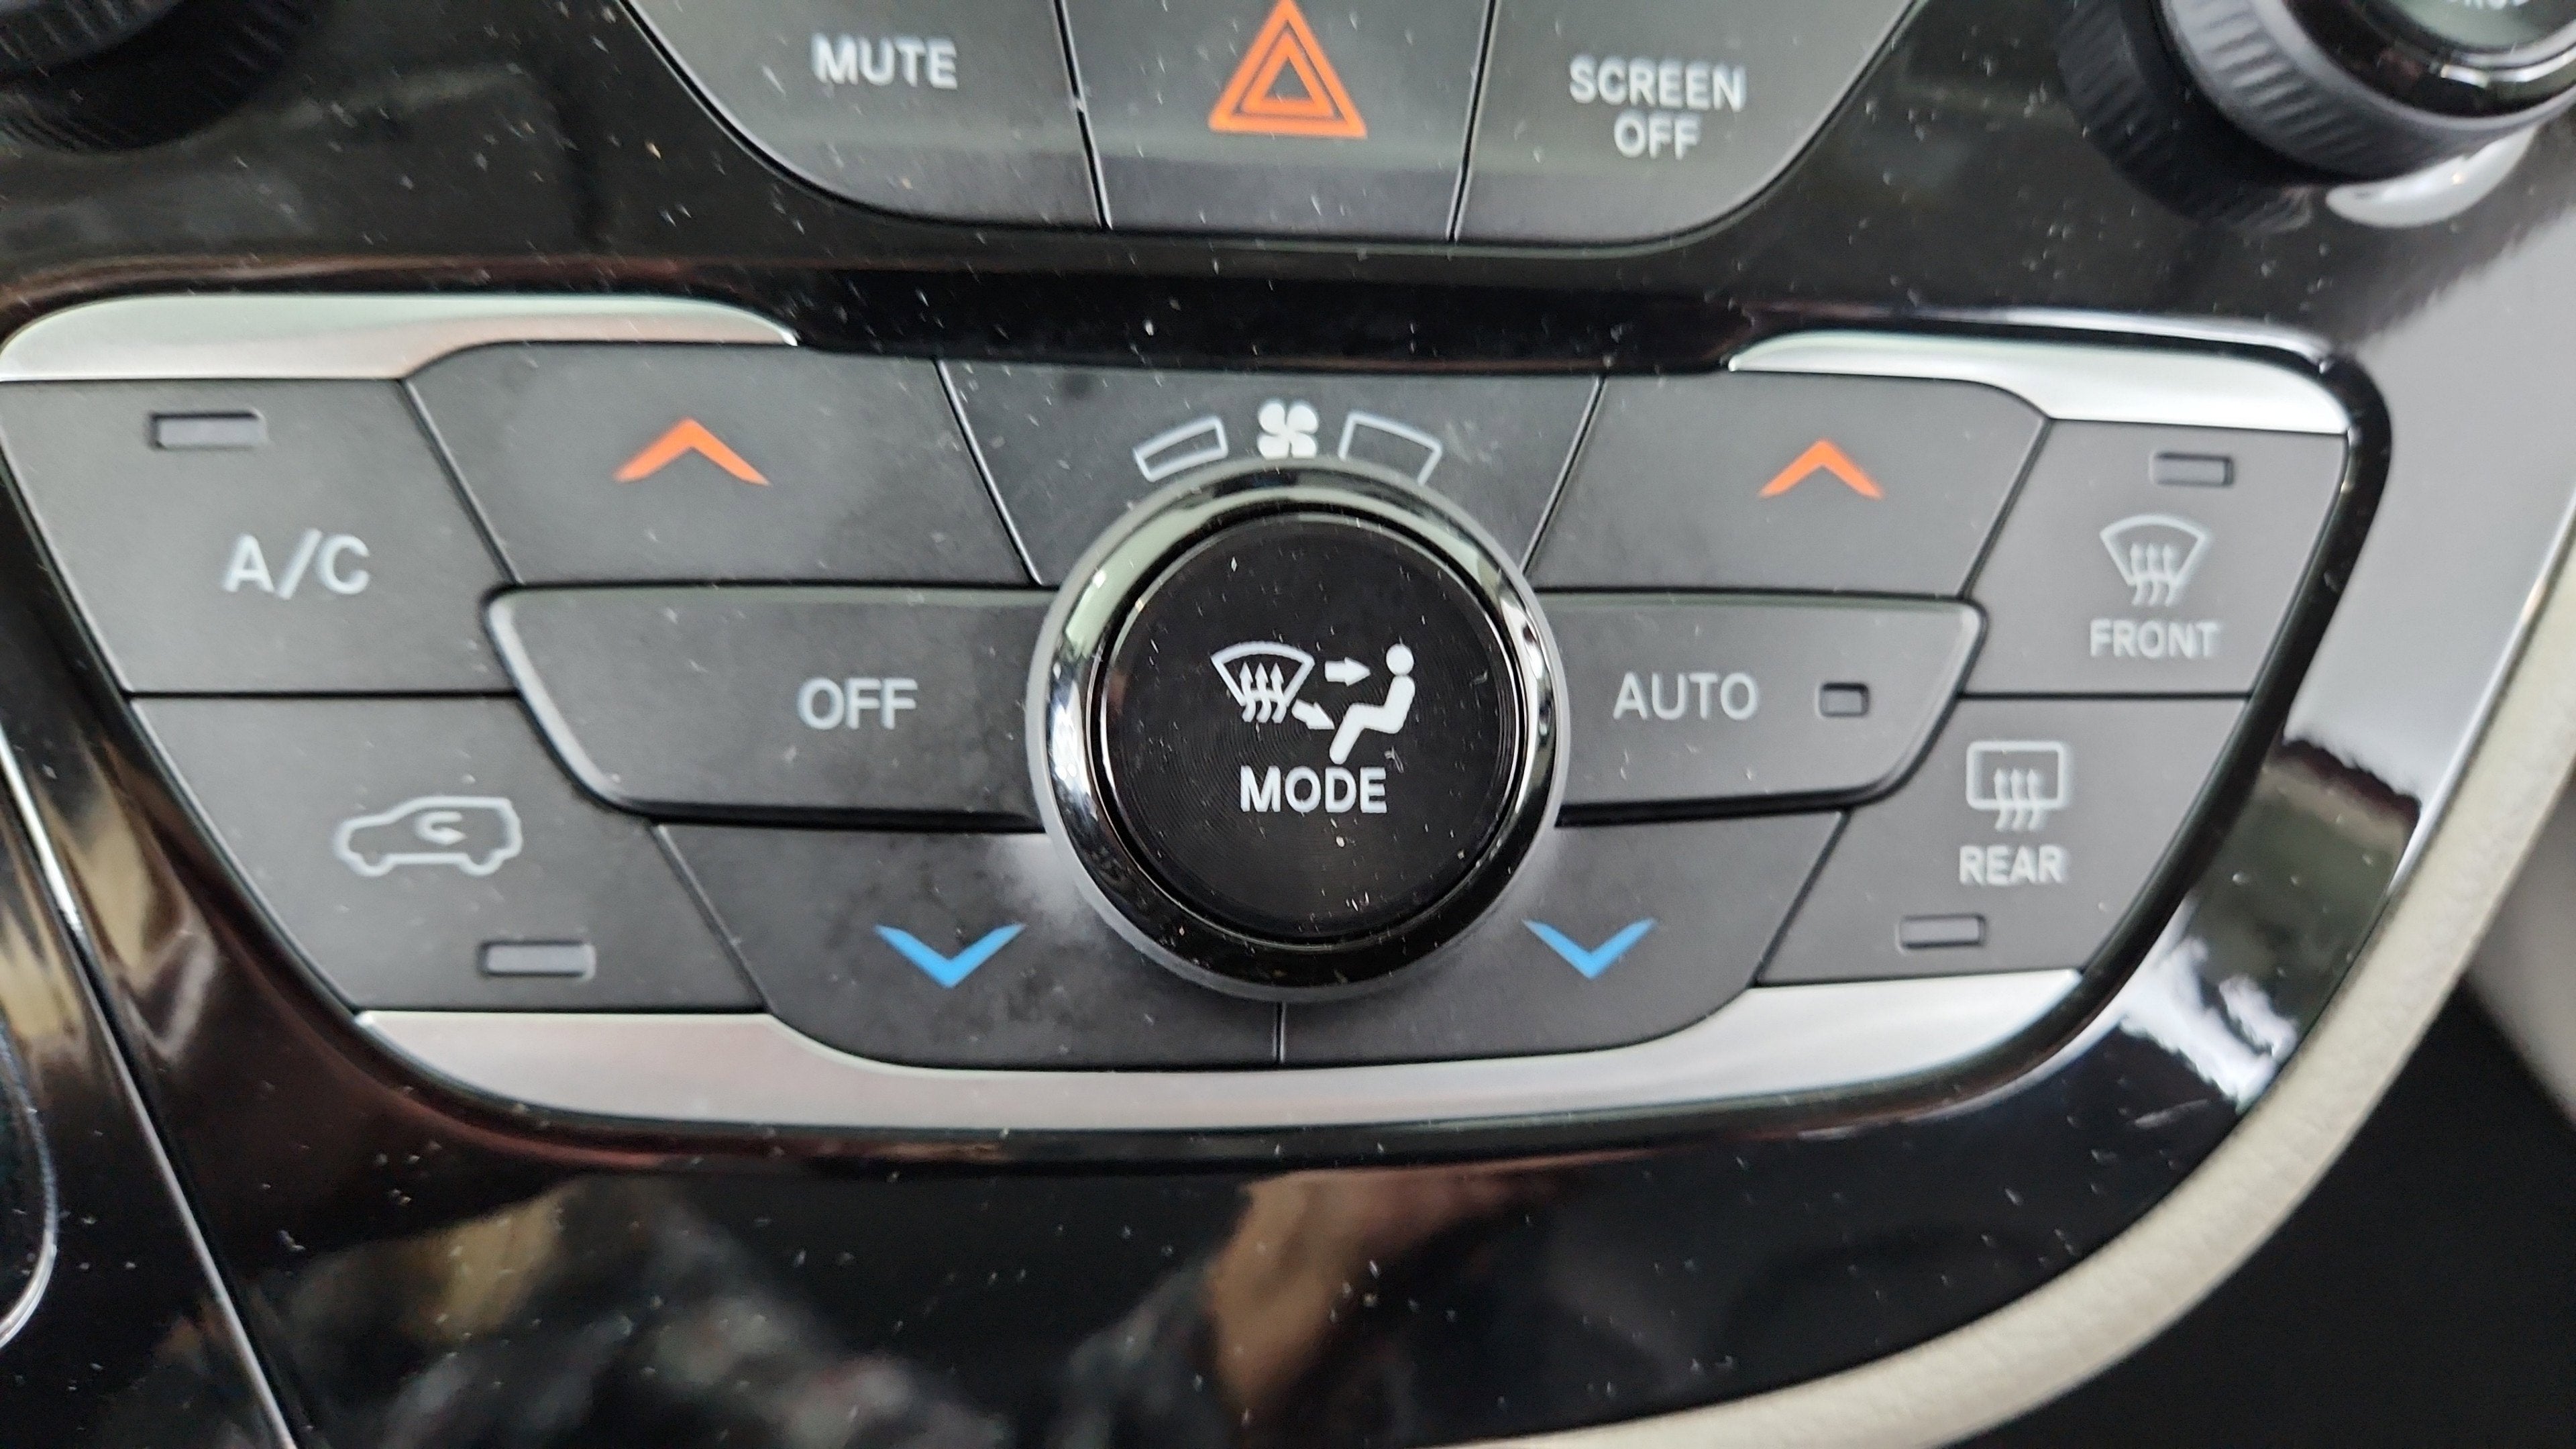 MUTE
SCREEN
OFF
A/C
FRONT
OFF
AUTO
MODE
REAR